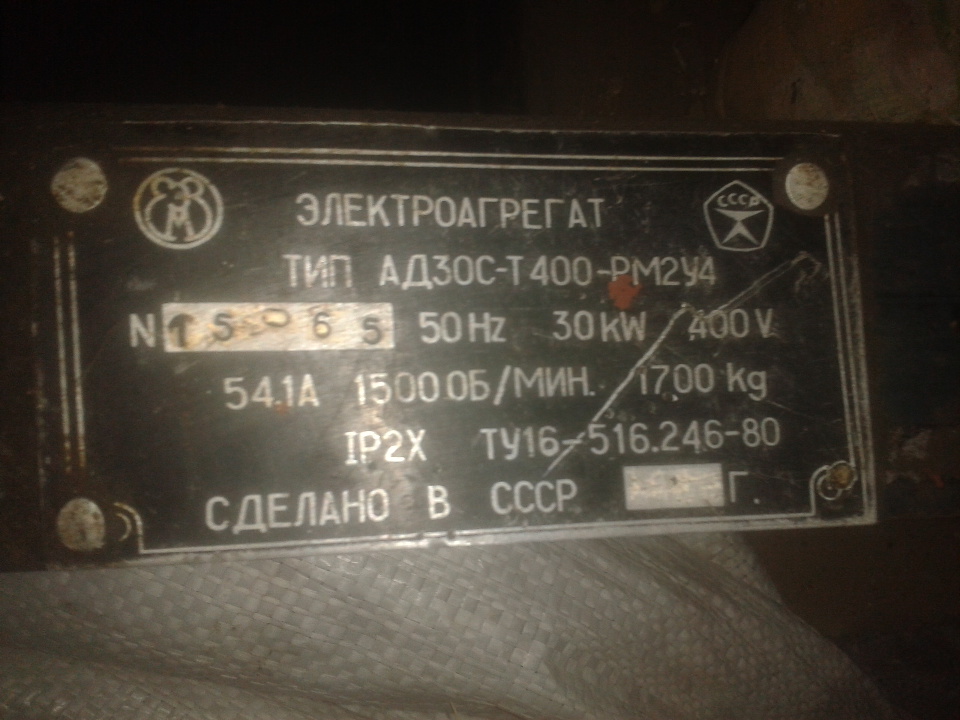 ЭЛЕКТРОАГРЕГАТ
СССР
ТИП АД30С-Т400-РМ2У4
N 50Hz 30kW 400V
54.1А 1500 ОБ/МИН. 1700 kg
IP2X ТУ16-516.246-80
СДЕЛАНО В СССР Г.